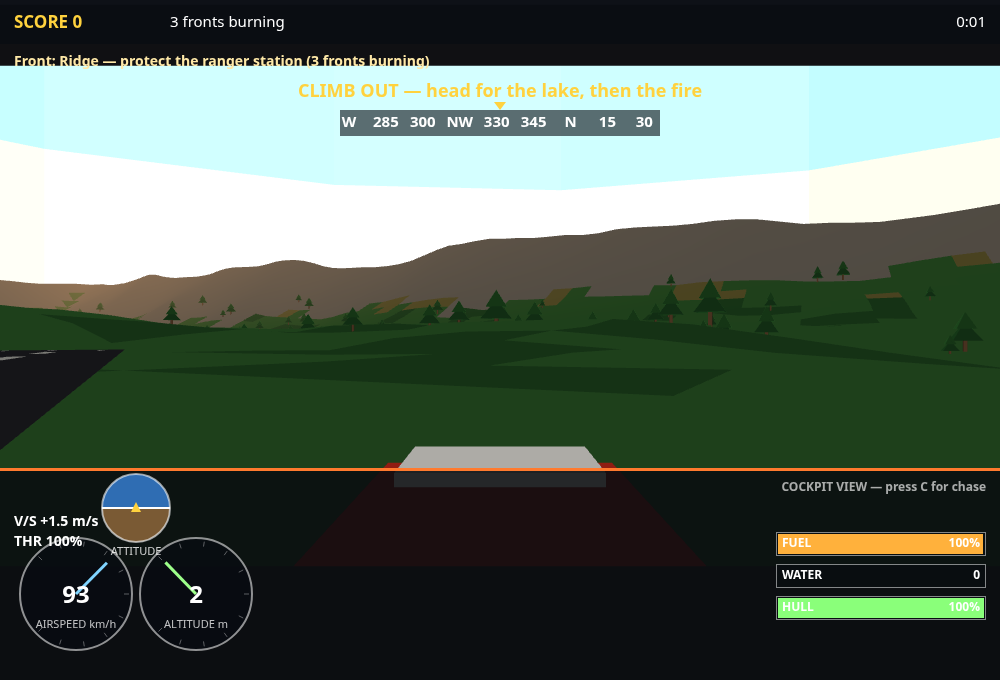 SCORE 0 3 fronts burning 0:01
Front: Ridge — protect the ranger station (3 fronts burning)
CLIMB OUT — head for the lake, then the fire
W 285 300 NW 330 345 N 15 30
COCKPIT VIEW — press C for chase
V/S +1.5 m/s
THR 100%
ATTITUDE
FUEL 100%
WATER 0
HULL 100%
93
AIRSPEED km/h
2
ALTITUDE m